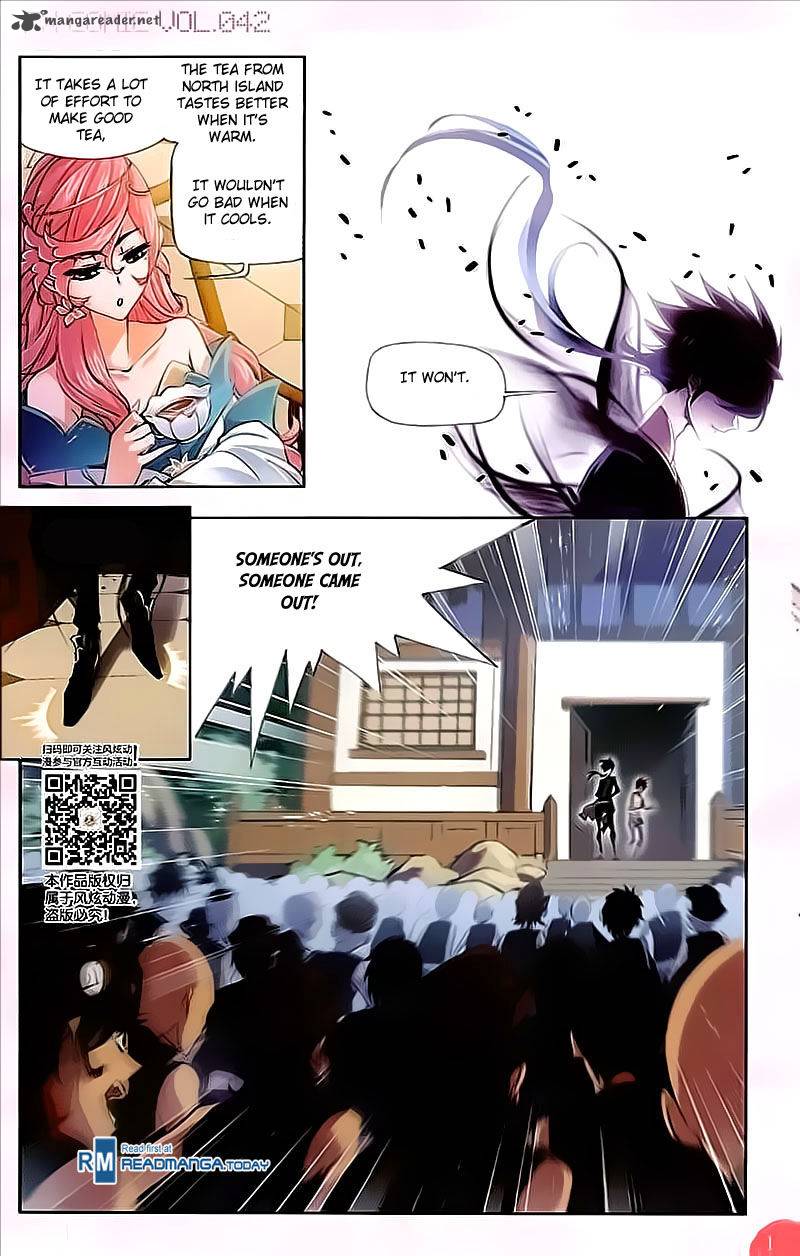 mangareader.net
COMIC VOL.042
IT TAKES A LOT
OF EFFORT TO
MAKE GOOD
TEA,
THE TEA FROM
NORTH ISLAND
TASTES BETTER
WHEN IT'S
WARM.
IT WOULDN'T
GO BAD WHEN
IT COOLS.
IT WON'T.
SOMEONE'S OUT,
SOMEONE CAME
OUT!
扫码即可关注风炫动
漫参与官方互动活动!
本作品版权归
属于风炫动漫,
盗版必究!
RM Read first at
READMANGA.TODAY
1